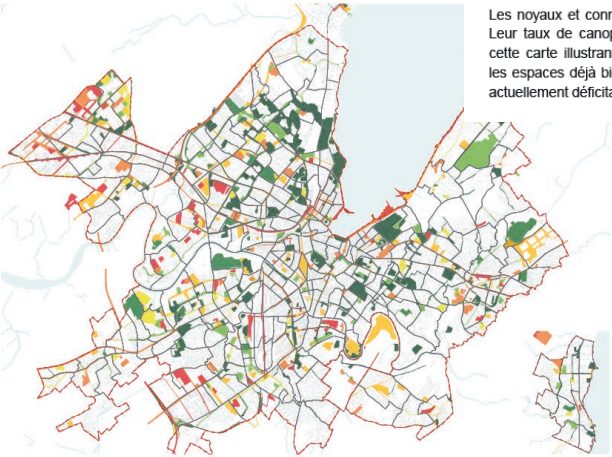 Les noyaux et conn
Leur taux de canop
cette carte illustran
les espaces déjà bi
actuellement déficita